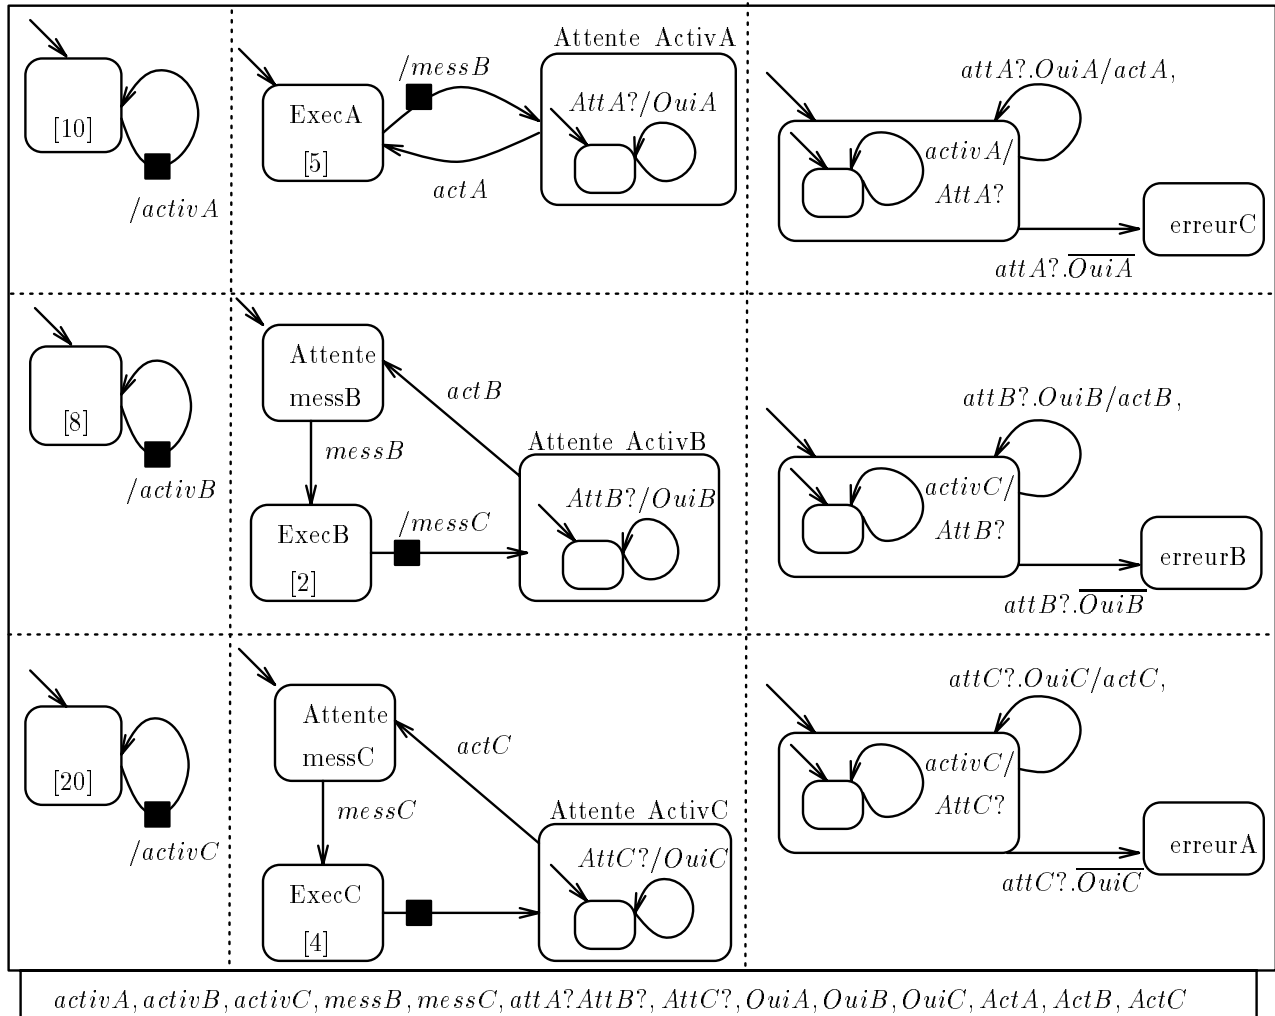 [10]
/activA
ExecA
[5]
/messB
actA
Attente ActivA
AttA?/OuiA
attA?.OuiA/actA,
activA/
AttA?
erreurC
attA?.O̅u̅i̅A̅
[8]
/activB
Attente
messB
messB
actB
ExecB
[2]
/messC
Attente ActivB
AttB?/OuiB
attB?.OuiB/actB,
activC/
AttB?
erreurB
attB?.O̅u̅i̅B̅
[20]
/activC
Attente
messC
messC
actC
ExecC
[4]
Attente ActivC
AttC?/OuiC
attC?.OuiC/actC,
activC/
AttC?
erreurA
attC?.O̅u̅i̅C̅
activA, activB, activC, messB, messC, attA?AttB?, AttC?, OuiA, OuiB, OuiC, ActA, ActB, ActC